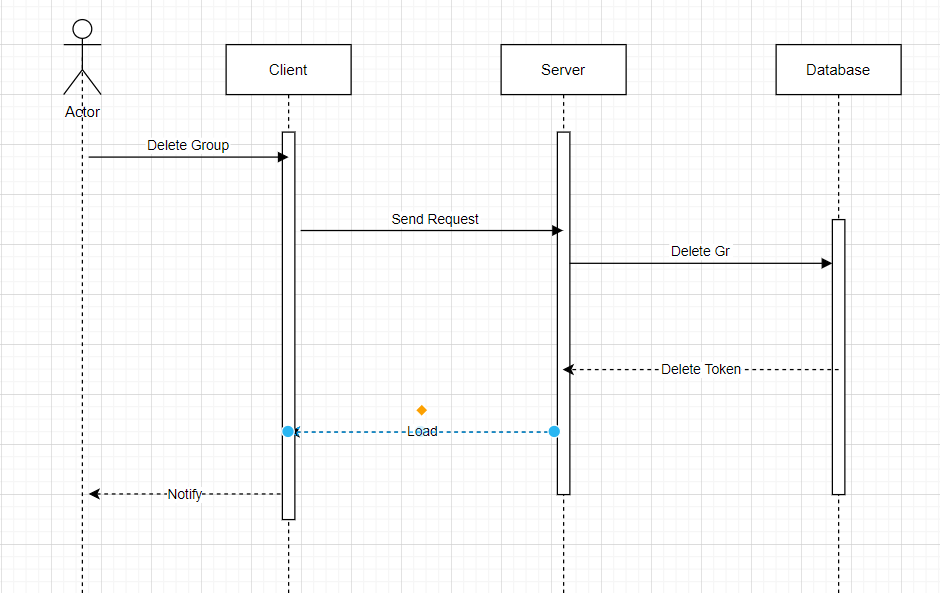 Actor
Client
Server
Database
Delete Group
Send Request
Delete Gr
Delete Token
Load
Notify